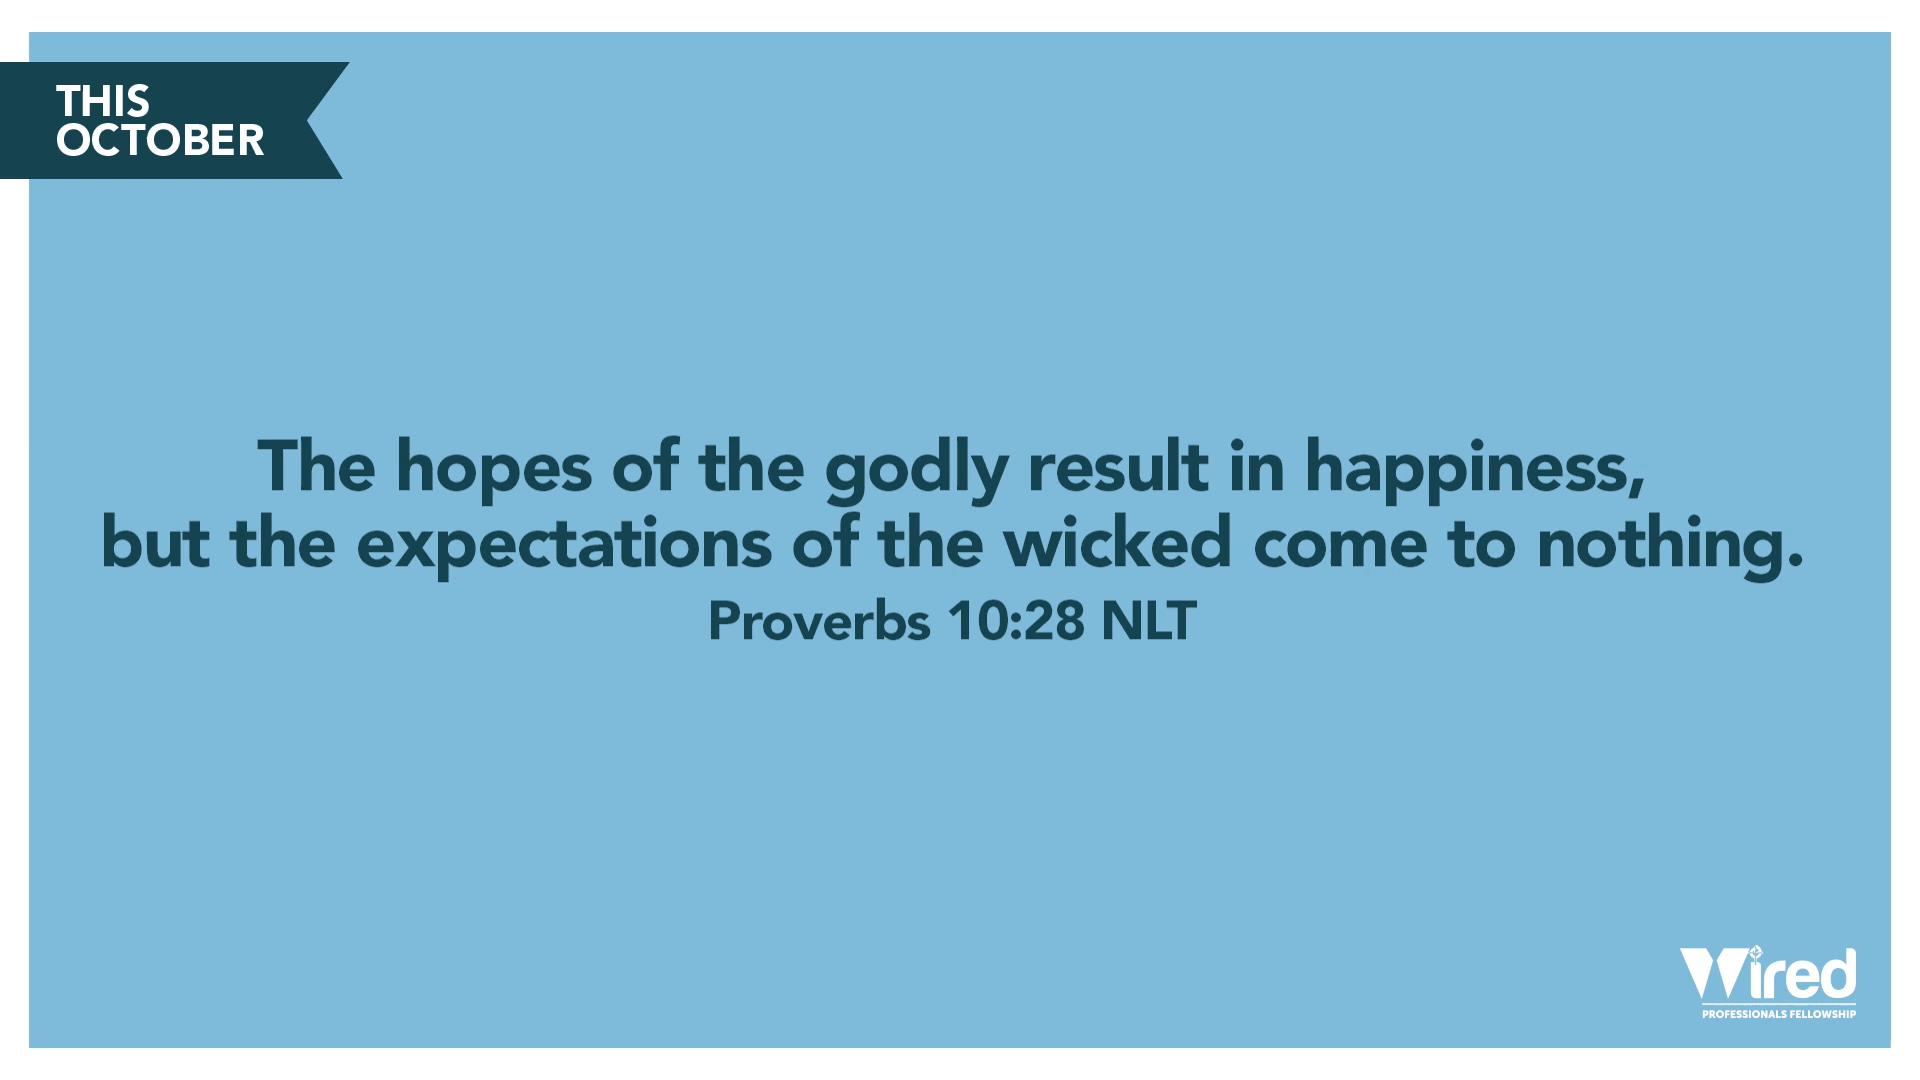 THIS
OCTOBER
The hopes of the godly result in happiness,
but the expectations of the wicked come to nothing.
Proverbs 10:28 NLT
Wired
PROFESSIONALS FELLOWSHIP